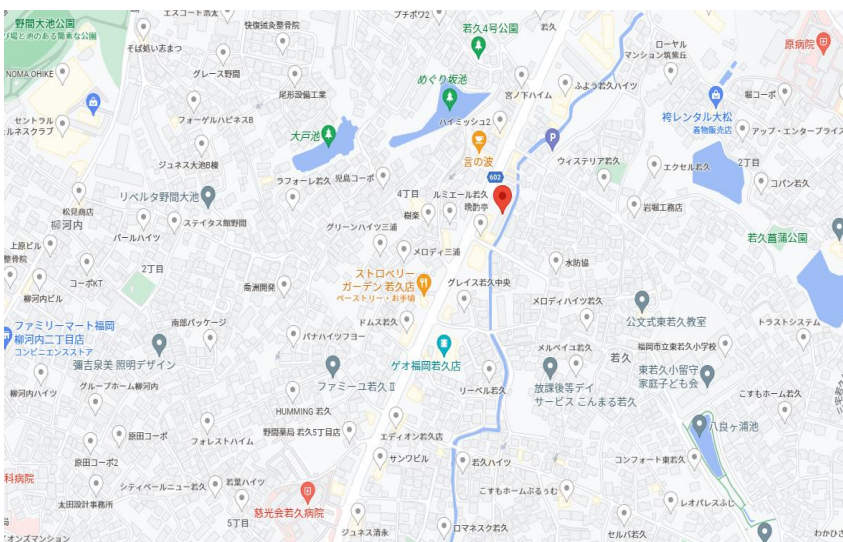 エスコート浩太
プチボワ2
野間大池公園
び場と池のある簡素な公園
快復誠灸整骨院
若久4号公園
若久
そば処い志まつ
ローヤル
マンション筑紫丘
原病院
NOMA OHIKE
グレース野間
めぐり坂池
宮ノ下ハイム
ふよう若久ハイツ
尾形設備工業
袴レンタル大松
着物販売店
堀コーポ
セントラル
ルネスクラブ
フォーゲルハピネスB
大戸池
ハイミッシュ2
アップ・エンタープライズ
言の波
ジュネス大池B棟
ウィステリア若久
エクセル若久
2丁目
ラフォーレ若久
児島コーポ
602
コパン若久
リベルタ野間大池
4丁目
ルミエール若久
松見商店
柳河内
ステイタス館野間
樹楽
晩酌亭
岩堀工務店
パールハイツ
グリーンハイツ三浦
若久菖蒲公園
上原ビル
整骨院
メロディ三浦
水防協
2丁目
コーポKT
ストロベリー
ガーデン 若久店
ペーストリー・お手頃
柳河内ビル
喬洲開発
グレイス若久中央
メロディハイツ若久
ファミリーマート福岡
柳河内二丁目店
コンビニエンスストア
南部パッケージ
ドムス若久
公文式東若久教室
トラストシステム
パナハイツフヨー
彌吉泉美 照明デザイン
メルベイユ若久
福岡市立東若久小学校
若久
ゲオ福岡若久店
東若久小留守
家庭子ども会
柳河内ハイツ
グループホーム柳河内
ファミーユ若久Ⅱ
リーベル若久
放課後等デイ
サービス こんまる若久
こすもホーム若久
HUMMING 若久
原田コーポ
フォレストハイム
野間薬局 若久5丁目店
エディオン若久店
八良ヶ浦池
原田コーポ2
サンワビル
若久ハイツ
コンフォート東若久
科病院
シティベールニュー若久
若葉ハイツ
こすもホームぷるぅむ
太田設計事務所
慈光会若久病院
レオパレスふじ
5丁目
イオンズマンション
ジュネス清永
ロマネスク若久
セルバ若久
わかひさ